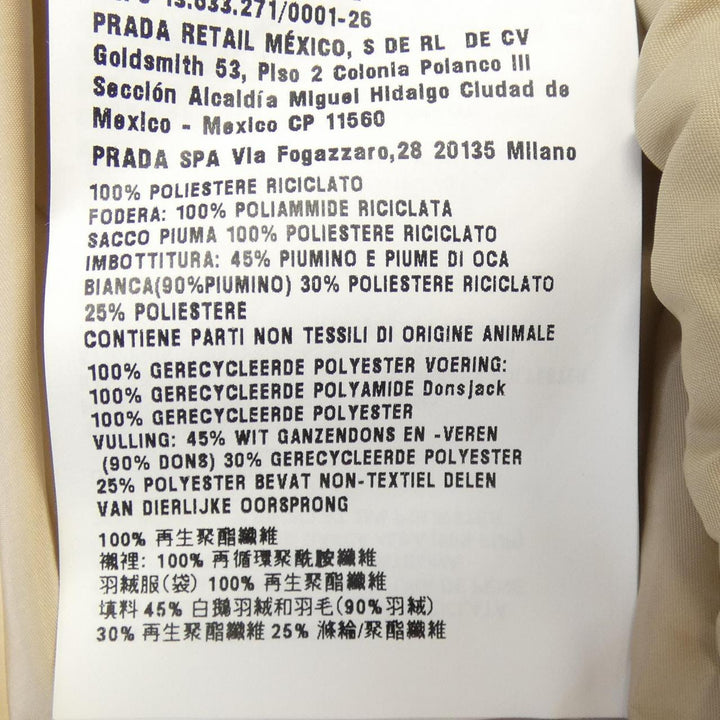 13.033.271/0001-26
PRADA RETAIL MÉXICO, S DE RL DE CV
Goldsmith 53, Piso 2 Colonia Polanco III
Sección Alcaldía Miguel Hidalgo Ciudad de
Mexico - Mexico CP 11560
PRADA SPA Via Fogazzaro,28 20135 Milano
100% POLIESTERE RICICLATO
FODERA: 100% POLIAMMIDE RICICLATA
SACCO PIUMA 100% POLIESTERE RICICLATO
IMBOTTITURA: 45% PIUMINO E PIUME DI OCA
BIANCA(90%PIUMINO) 30% POLIESTERE RICICLATO
25% POLIESTERE
CONTIENE PARTI NON TESSILI DI ORIGINE ANIMALE
100% GERECYCLEERDE POLYESTER VOERING:
100% GERECYCLEERDE POLYAMIDE Donsjack
100% GERECYCLEERDE POLYESTER
VULLING: 45% WIT GANZENDONS EN -VEREN
(90% DONS) 30% GERECYCLEERDE POLYESTER
25% POLYESTER BEVAT NON-TEXTIEL DELEN
VAN DIERLIJKE OORSPRONG
100% 再生聚酯纖維
襯裡: 100% 再循環聚酰胺纖維
羽絨服(袋) 100% 再生聚酯纖維
填料 45% 白鵝羽絨和羽毛(90% 羽絨)
30% 再生聚酯纖維 25% 滌綸/聚酯纖維